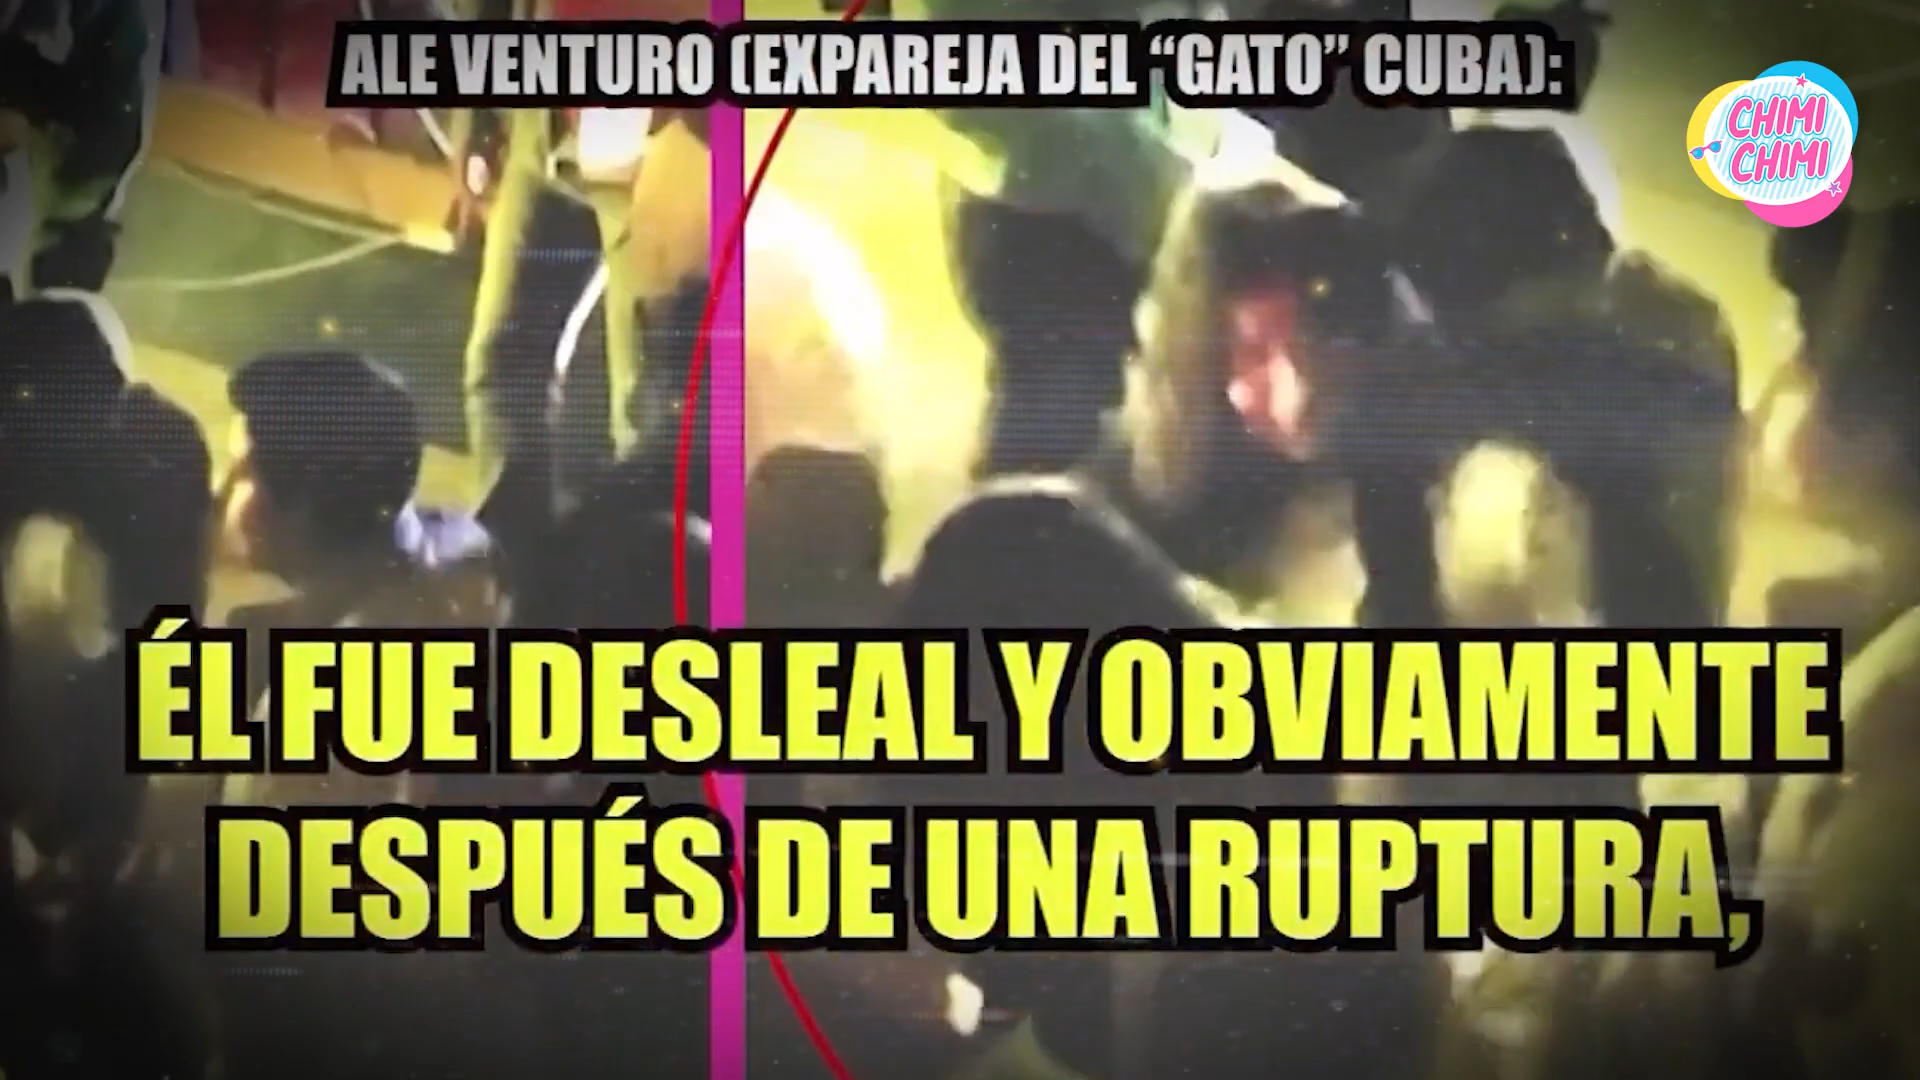 ALE VENTURO (EXPAREJA DEL “GATO” CUBA):
CHIMI
CHIMI
ÉL FUE DESLEAL Y OBVIAMENTE
DESPUÉS DE UNA RUPTURA,